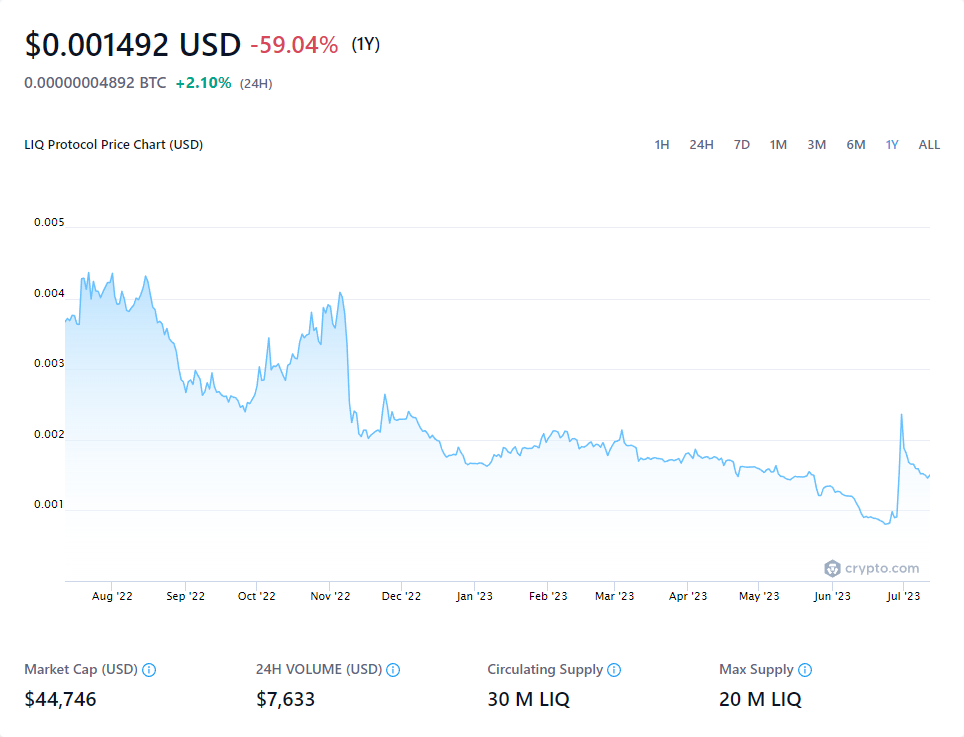 $0.001492 USD -59.04% (1Y)
0.00000004892 BTC +2.10% (24H)
LIQ Protocol Price Chart (USD) 1H 24H 7D 1M 3M 6M 1Y ALL
0.005
0.004
0.003
0.002
0.001
crypto.com
Aug '22 Sep '22 Oct '22 Nov '22 Dec '22 Jan '23 Feb '23 Mar '23 Apr '23 May '23 Jun '23 Jul '23
Market Cap (USD) 24H VOLUME (USD) Circulating Supply Max Supply
$44,746 $7,633 30 M LIQ 20 M LIQ